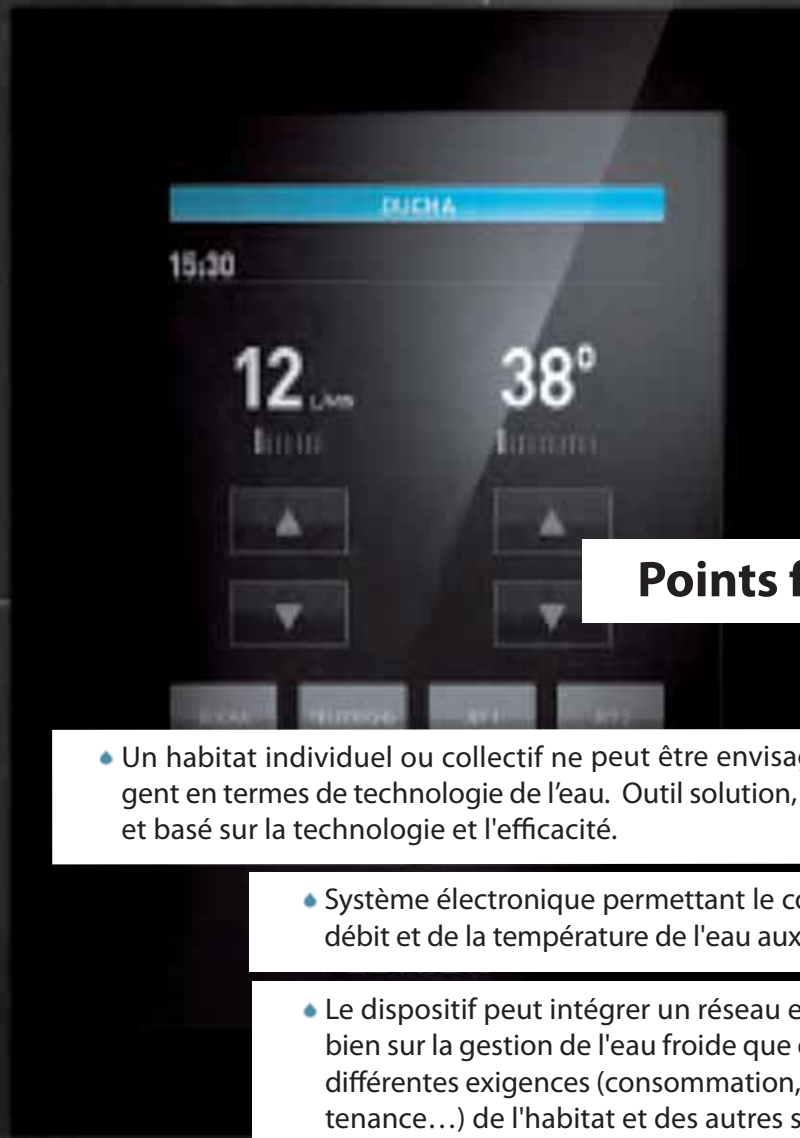 DUCHA
15:30
12 L/MIN 38°
Points f
DUCHA
Un habitat individuel ou collectif ne peut être envisag
gent en termes de technologie de l'eau. Outil solution,
et basé sur la technologie et l'efficacité.
Système électronique permettant le co
débit et de la température de l'eau aux
Le dispositif peut intégrer un réseau e
bien sur la gestion de l'eau froide que
différentes exigences (consommation,
tenance…) de l'habitat et des autres s